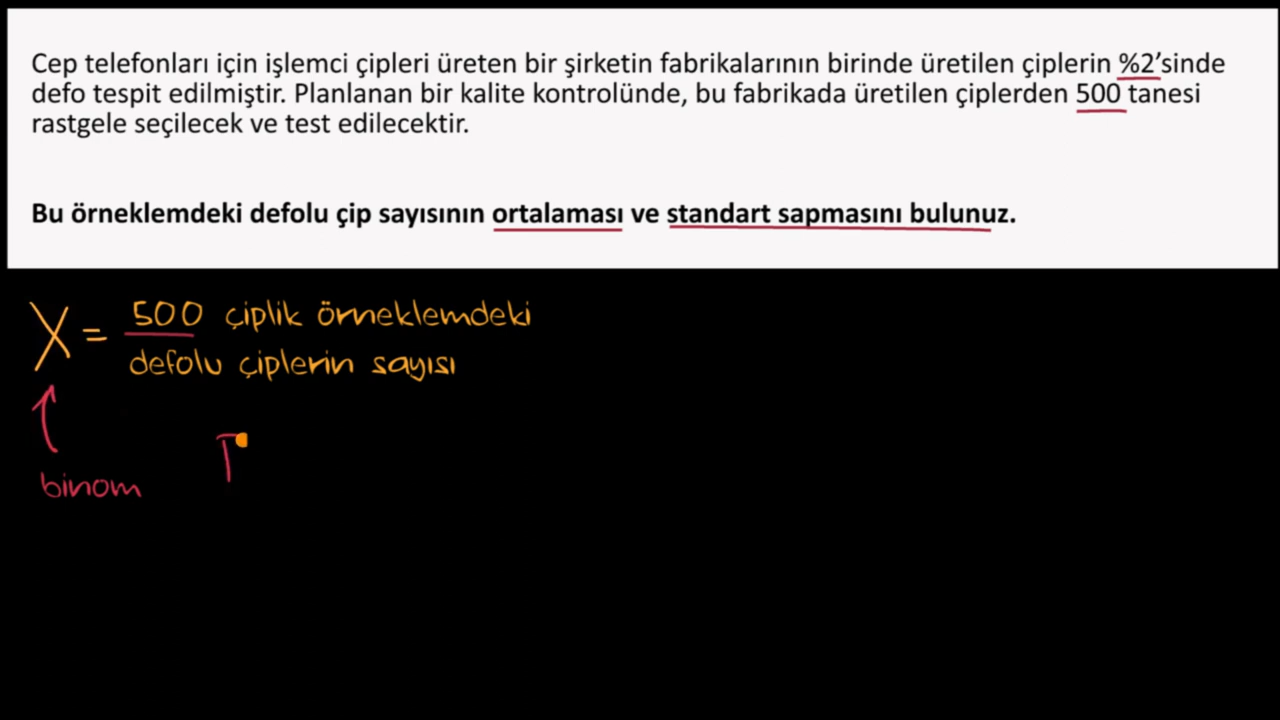 Cep telefonları için işlemci çipleri üreten bir şirketin fabrikalarının birinde üretilen çiplerin %2'sinde
defo tespit edilmiştir. Planlanan bir kalite kontrolünde, bu fabrikada üretilen çiplerden 500 tanesi
rastgele seçilecek ve test edilecektir.
Bu örneklemdeki defolu çip sayısının ortalaması ve standart sapmasını bulunuz.
X = 500 çiplik örneklemdeki
defolu çiplerin sayısı
binom